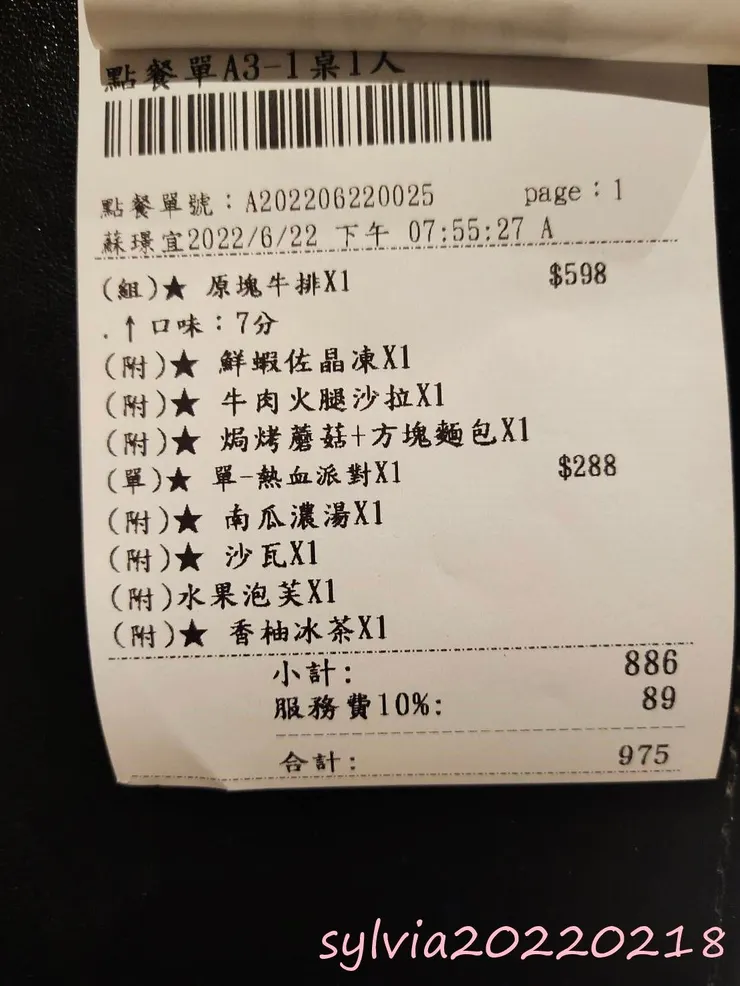 點餐單A3-1桌1人
點餐單號：A202206220025 page：1
蘇璟宜2022/6/22 下午 07:55:27 A
(組)★ 原塊牛排X1 $598
.↑口味：7分
(附)★ 鮮蝦佐晶凍X1
(附)★ 牛肉火腿沙拉X1
(附)★ 焗烤蘑菇+方塊麵包X1
(單)★ 單-熱血派對X1 $288
(附)★ 南瓜濃湯X1
(附)★ 沙瓦X1
(附)水果泡芙X1
(附)★ 香柚冰茶X1
小計: 886
服務費10%: 89
合計: 975
sylvia20220218